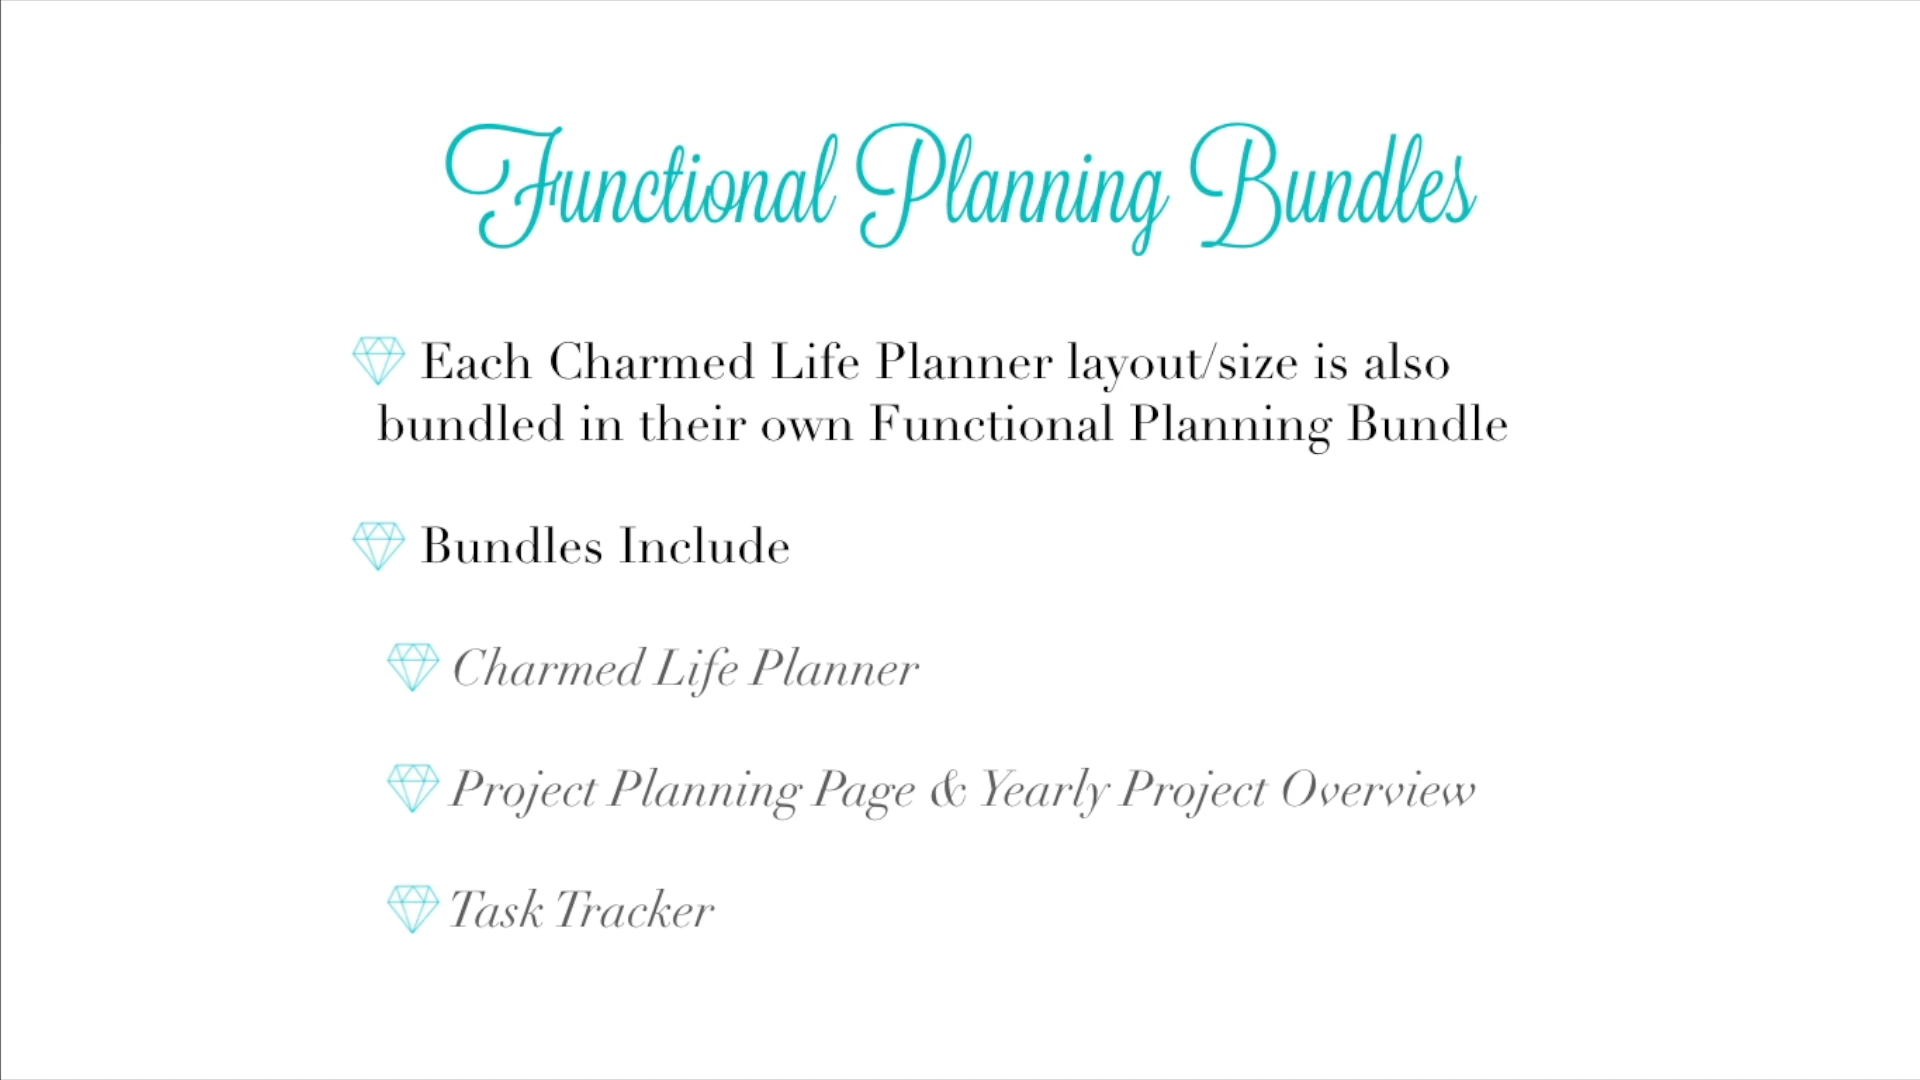 Functional Planning Bundles
Each Charmed Life Planner layout/size is also
bundled in their own Functional Planning Bundle
Bundles Include
Charmed Life Planner
Project Planning Page & Yearly Project Overview
Task Tracker